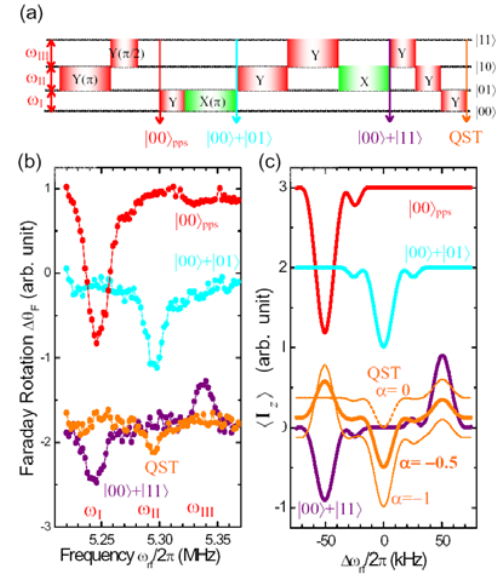 (a)
ω_III
ω_II
ω_I
Y(π/2)
Y(π)
Y
X(π)
Y
Y
X
Y
Y
Y
|11⟩
|10⟩
|01⟩
|00⟩
|00⟩pps
|00⟩+|01⟩
|00⟩+|11⟩
QST
(b)
Faraday Rotation Δθ_F (arb. unit)
1
0
-1
-2
-3
|00⟩pps
|00⟩+|01⟩
QST
|00⟩+|11⟩
ω_I
ω_II
ω_III
5.25
5.30
5.35
Frequency ω_rf/2π (MHz)
(c)
⟨I_z⟩ (arb. unit)
3
2
1
0
-1
|00⟩pps
|00⟩+|01⟩
QST
α= 0
α= −0.5
α= −1
|00⟩+|11⟩
-50
0
50
Δω_rf/2π (kHz)